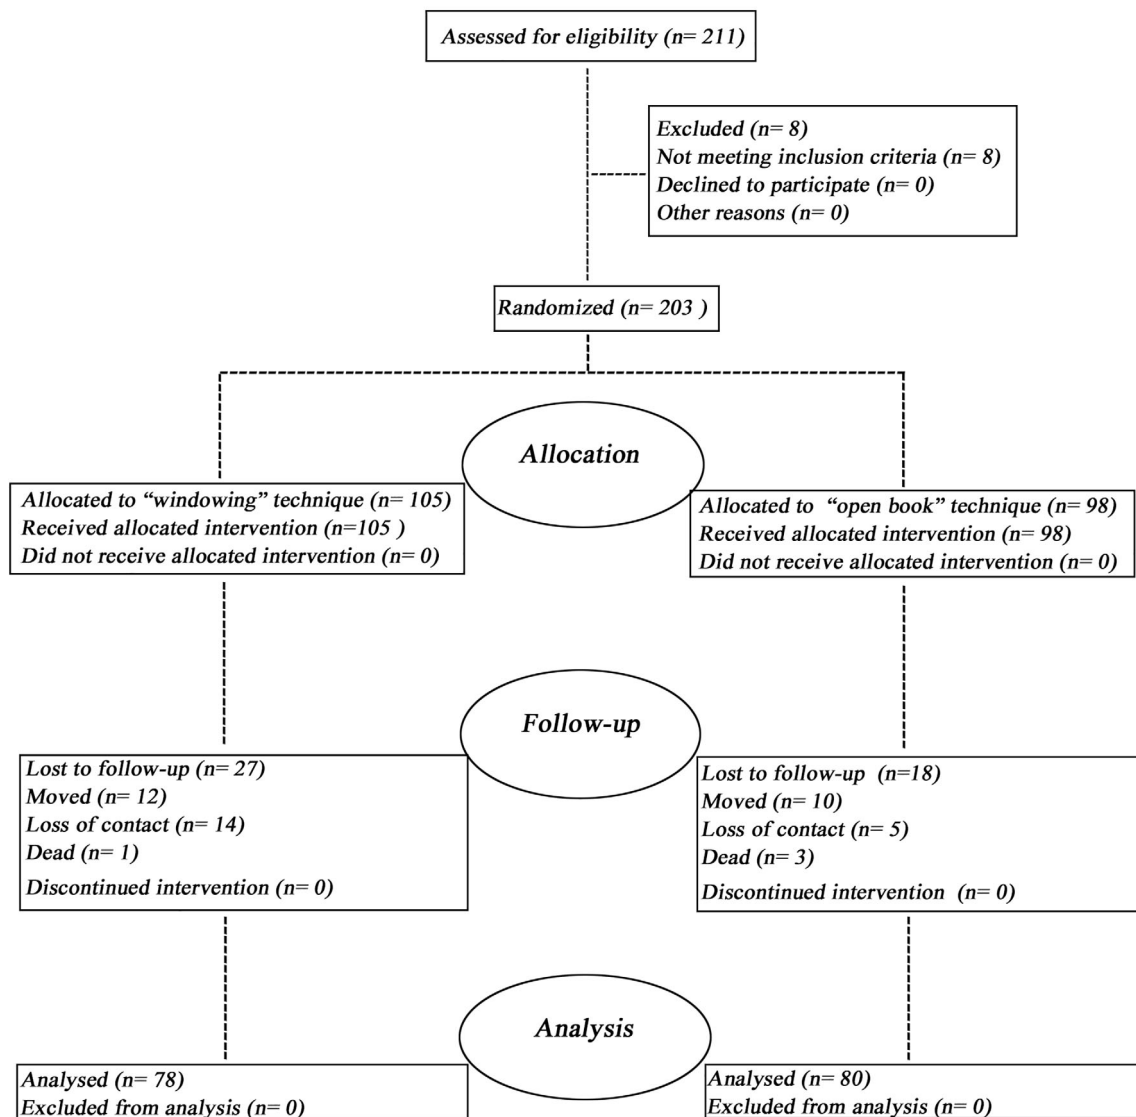 Assessed for eligibility (n= 211)
Excluded (n= 8)
Not meeting inclusion criteria (n= 8)
Declined to participate (n= 0)
Other reasons (n= 0)
Randomized (n= 203 )
Allocation
Allocated to “windowing” technique (n= 105)
Received allocated intervention (n=105 )
Did not receive allocated intervention (n= 0)
Allocated to “open book” technique (n= 98)
Received allocated intervention (n= 98)
Did not receive allocated intervention (n= 0)
Follow-up
Lost to follow-up (n= 27)
Moved (n= 12)
Loss of contact (n= 14)
Dead (n= 1)
Discontinued intervention (n= 0)
Lost to follow-up (n=18)
Moved (n= 10)
Loss of contact (n= 5)
Dead (n= 3)
Discontinued intervention (n= 0)
Analysis
Analysed (n= 78)
Excluded from analysis (n= 0)
Analysed (n= 80)
Excluded from analysis (n= 0)